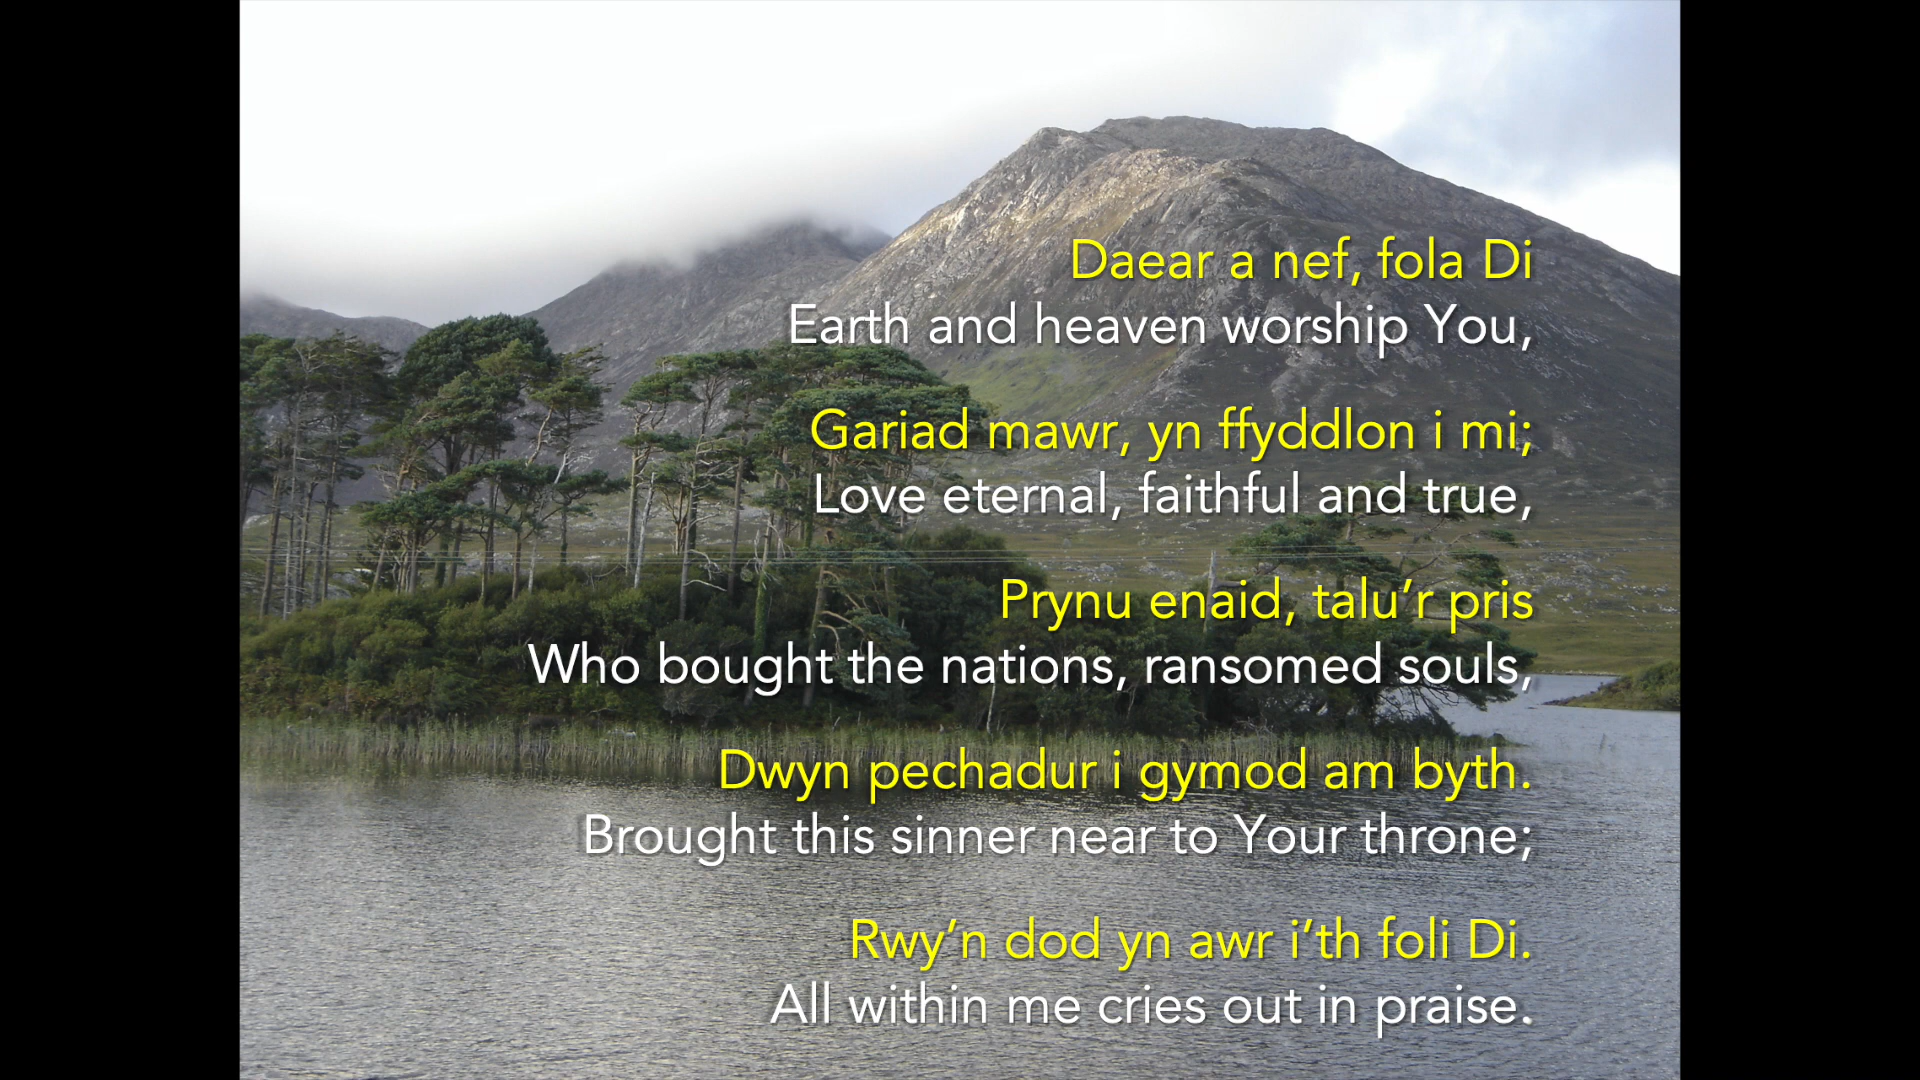 Daear a nef, fola Di
Earth and heaven worship You,
Gariad mawr, yn ffyddlon i mi;
Love eternal, faithful and true,
Prynu enaid, talu’r pris
Who bought the nations, ransomed souls,
Dwyn pechadur i gymod am byth.
Brought this sinner near to Your throne;
Rwy’n dod yn awr i’th foli Di.
All within me cries out in praise.